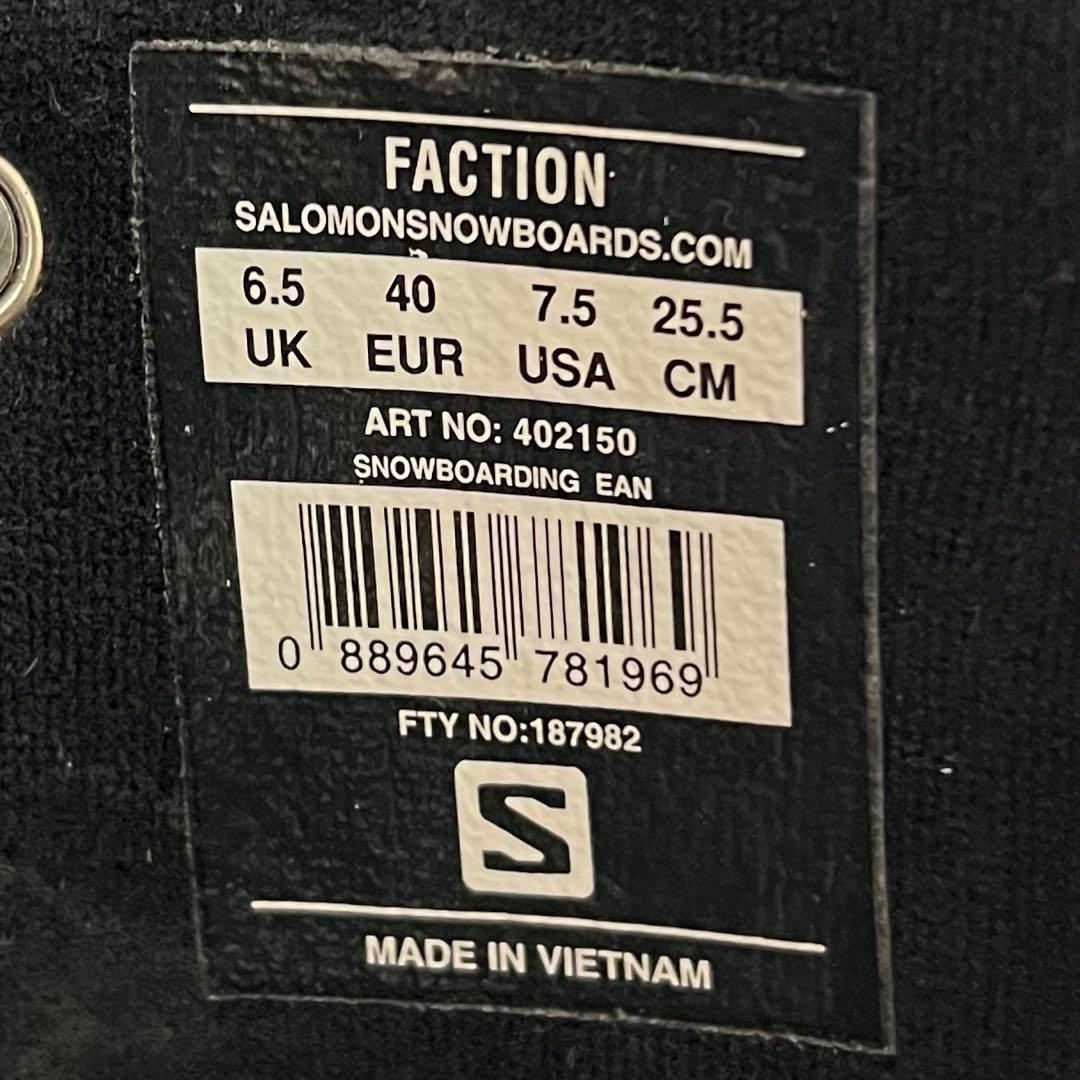 FACTION
SALOMONSNOWBOARDS.COM
6.5 40 7.5 25.5
UK EUR USA CM
ART NO: 402150
SNOWBOARDING EAN
0 889645 781969
FTY NO:187982
S
MADE IN VIETNAM